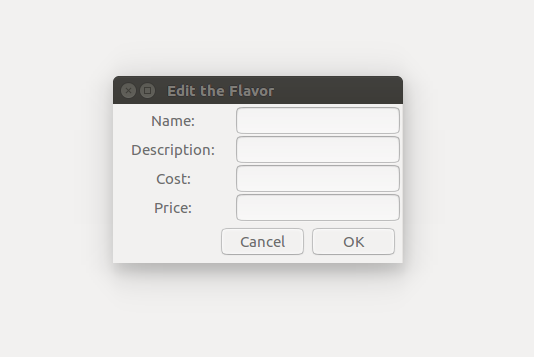 Edit the Flavor
Name:
Description:
Cost:
Price:
Cancel OK